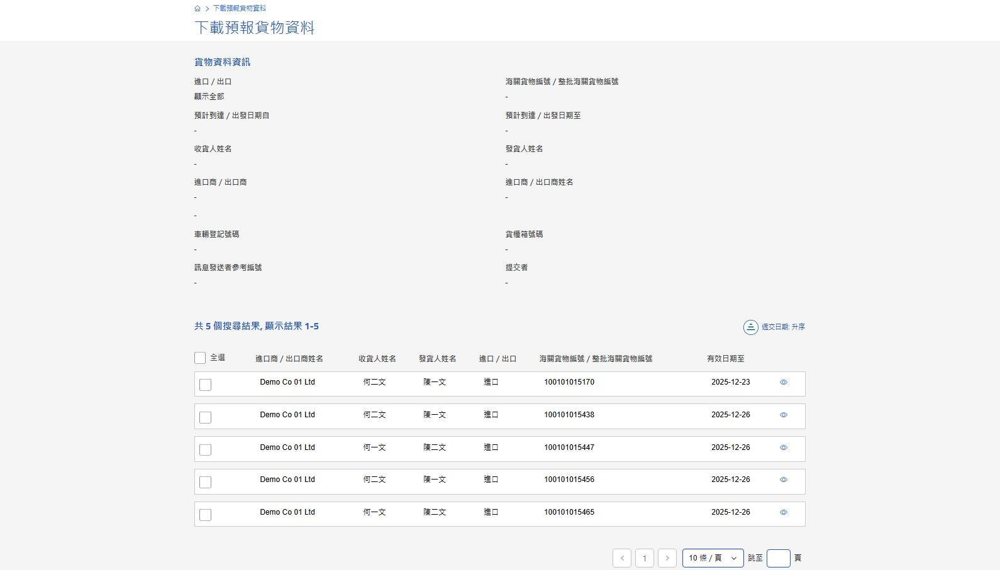 下載預報貨物資料
下載預報貨物資料
貨物資料資訊
進口 / 出口
海關貨物編號 / 整批海關貨物編號
顯示全部
-
預計到達 / 出發日期自
預計到達 / 出發日期至
-
-
收貨人姓名
發貨人姓名
-
-
進口商 / 出口商
進口商 / 出口商姓名
-
-
-
車輛登記號碼
貨櫃箱號碼
-
-
訊息發送者參考編號
提交者
-
-
共 5 個搜尋結果, 顯示結果 1-5
遞交日期: 升序
全選 進口商 / 出口商姓名 收貨人姓名 發貨人姓名 進口 / 出口 海關貨物編號 / 整批海關貨物編號 有效日期至
Demo Co 01 Ltd 何二文 陳一文 進口 100101015170 2025-12-23
Demo Co 01 Ltd 何二文 陳一文 進口 100101015438 2025-12-26
Demo Co 01 Ltd 何一文 陳二文 進口 100101015447 2025-12-26
Demo Co 01 Ltd 何二文 陳一文 進口 100101015456 2025-12-26
Demo Co 01 Ltd 何一文 陳二文 進口 100101015465 2025-12-26
1 10 條 / 頁 跳至 頁